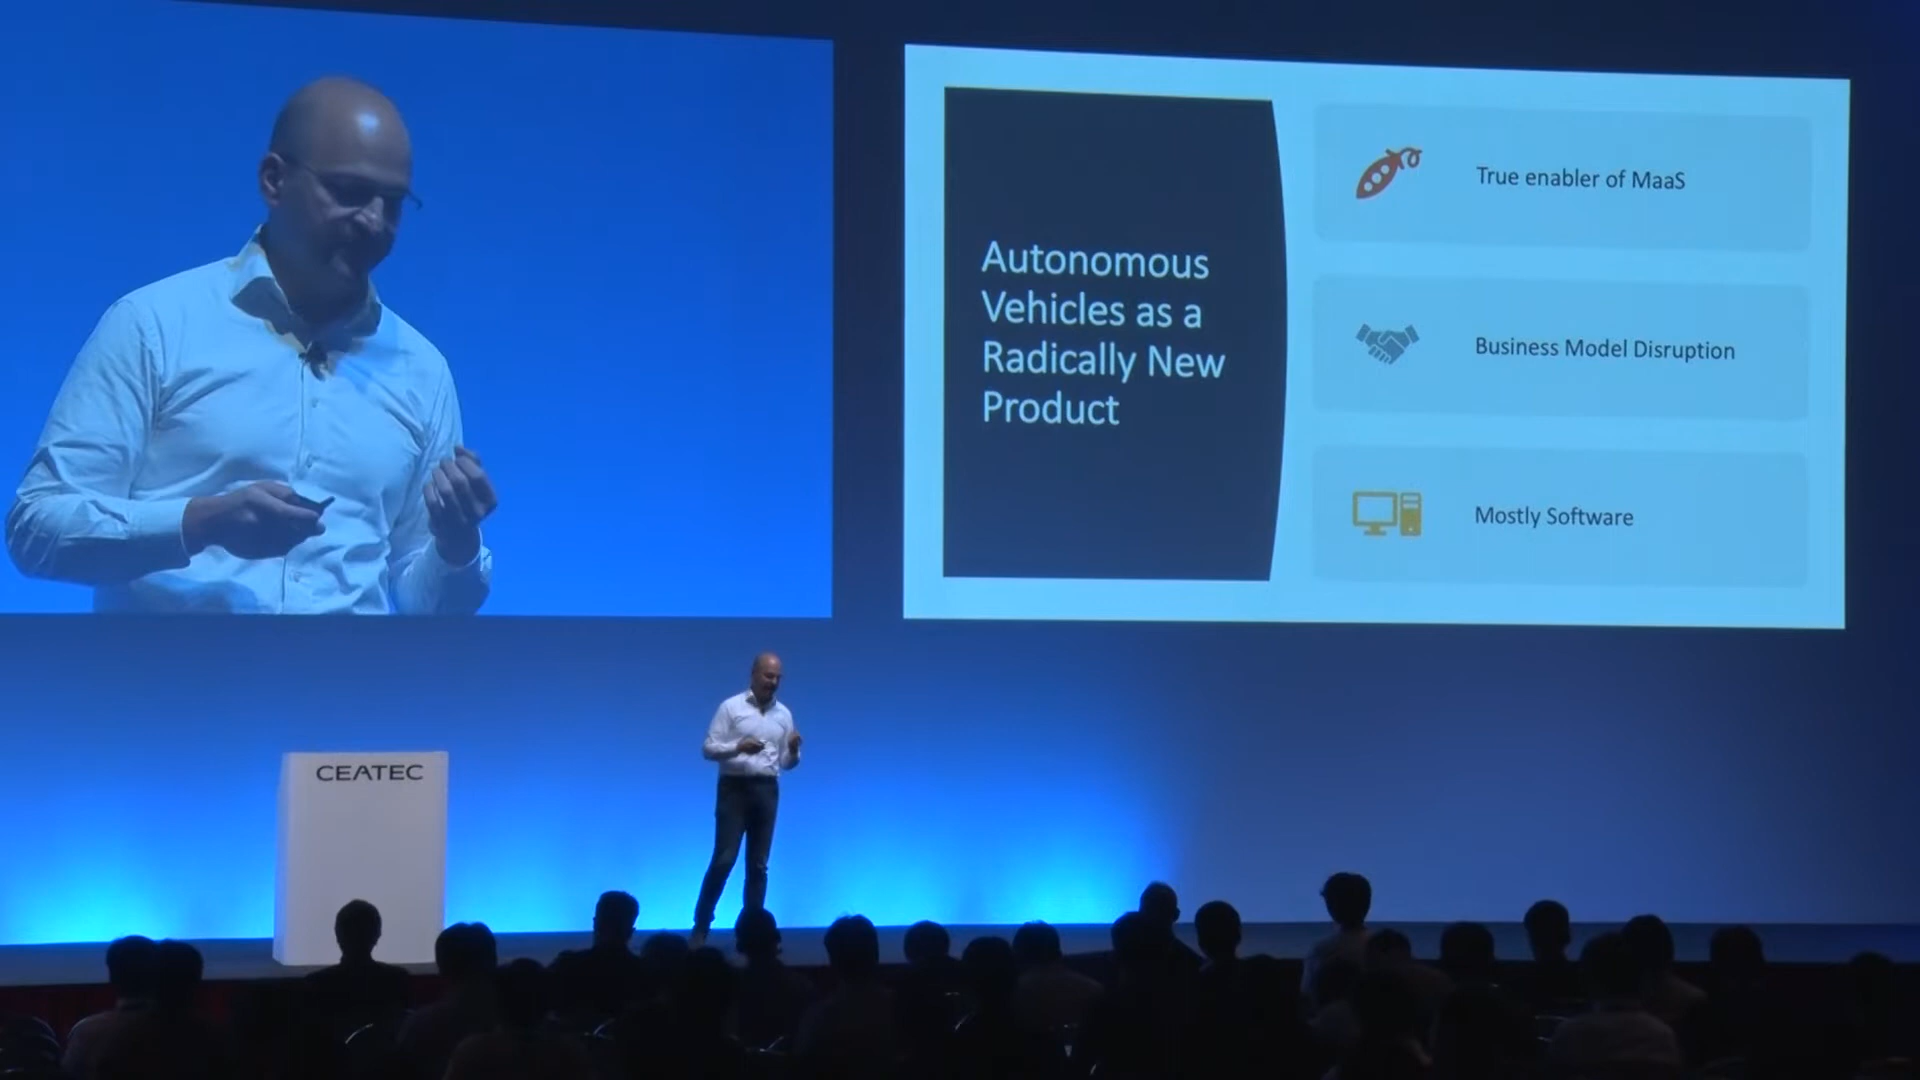 Autonomous
Vehicles as a
Radically New
Product
True enabler of MaaS
Business Model Disruption
Mostly Software
CEATEC